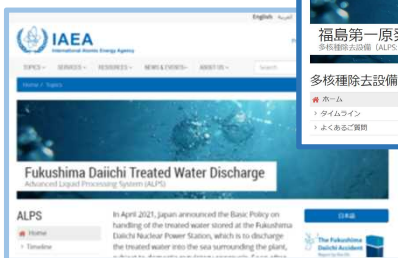 English
العربية
IAEA
International Atomic Energy Agency
TOPICS
SERVICES
RESOURCES
NEWS & EVENTS
ABOUT US
Search
Home / Topics
Fukushima Daiichi Treated Water Discharge
Advanced Liquid Processing System (ALPS)
ALPS
Home
Timeline
In April 2021, Japan announced the Basic Policy on
handling of the treated water stored at the Fukushima
Daiichi Nuclear Power Station, which is to discharge
the treated water into the sea surrounding the plant,
日本語
The Fukushima
Daiichi Accident
福島第一原
多核種除去設備 (ALPS
多核種除去設備
ホーム
タイムライン
よくあるご質問